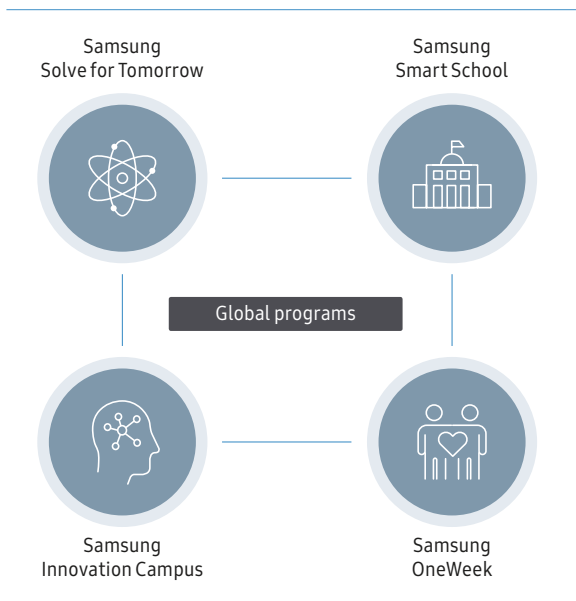 Samsung
Solve for Tomorrow
Samsung
Smart School
Global programs
Samsung
Innovation Campus
Samsung
OneWeek